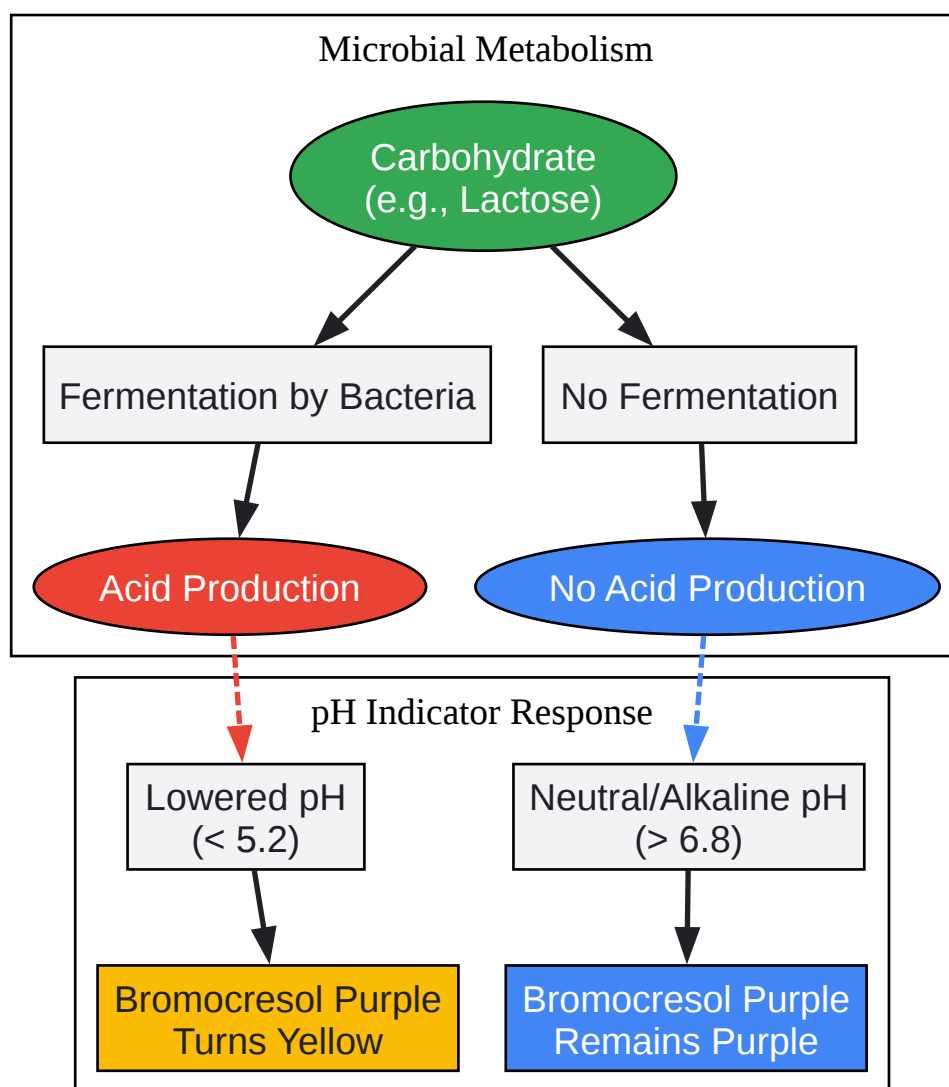 Microbial Metabolism
Carbohydrate
(e.g., Lactose)
Fermentation by Bacteria
No Fermentation
Acid Production
No Acid Production
pH Indicator Response
Lowered pH
(< 5.2)
Neutral/Alkaline pH
(> 6.8)
Bromocresol Purple
Turns Yellow
Bromocresol Purple
Remains Purple